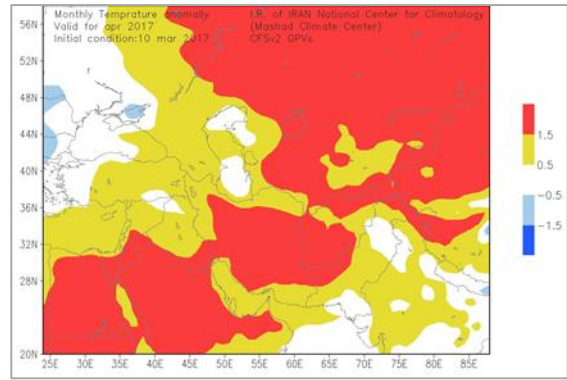 Monthly Temprature anomaly I.R. of IRAN National Center for Climatology
Valid for apr 2017 (Mashad Climate Center)
Initial condition:10 mar 2017 CFSv2 GPVs
56N
52N
48N
44N
40N
36N
32N
28N
20N
25E 30E 35E 40E 45E 50E 55E 60E 65E 70E 75E 80E 85E
1.5
0.5
-0.5
-1.5